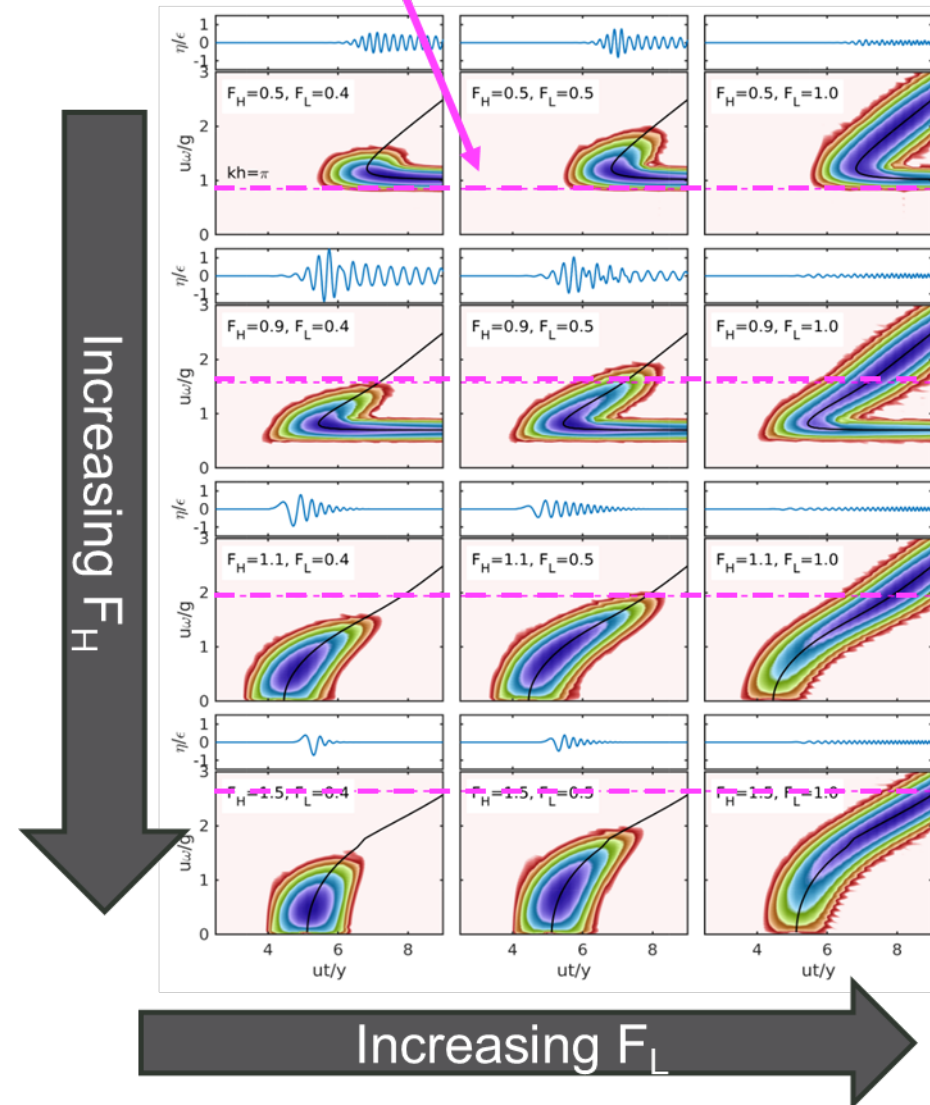 η/ϵ
1
0
-1
3
2
1
0
uω/g
F_H=0.5, F_L=0.4
F_H=0.5, F_L=0.5
F_H=0.5, F_L=1.0
kh=π
η/ϵ
1
0
-1
3
2
1
0
uω/g
F_H=0.9, F_L=0.4
F_H=0.9, F_L=0.5
F_H=0.9, F_L=1.0
η/ϵ
1
0
-1
3
2
1
0
uω/g
F_H=1.1, F_L=0.4
F_H=1.1, F_L=0.5
F_H=1.1, F_L=1.0
η/ϵ
1
0
-1
3
2
1
0
uω/g
F_H=1.5, F_L=0.4
F_H=1.5, F_L=0.5
F_H=1.5, F_L=1.0
4 6 8
4 6 8
4 6 8
ut/y
ut/y
ut/y
Increasing F_H
Increasing F_L